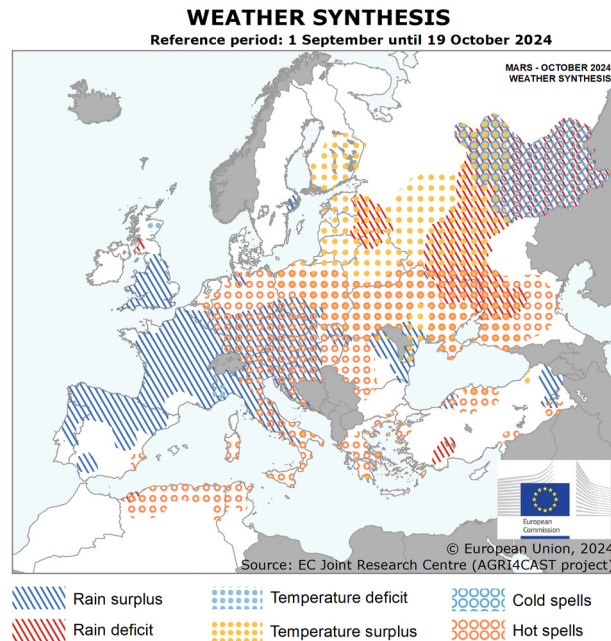 WEATHER SYNTHESIS
Reference period: 1 September until 19 October 2024
MARS - OCTOBER 2024
WEATHER SYNTHESIS
European
Commission
© European Union, 2024
Source: EC Joint Research Centre (AGRI4CAST project)
Rain surplus
Temperature deficit
Cold spells
Rain deficit
Temperature surplus
Hot spells